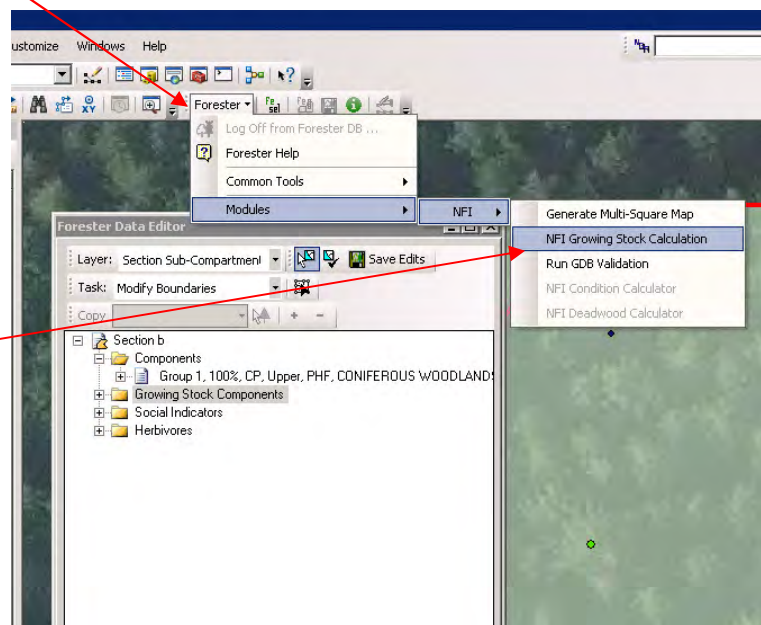 ustomize Windows Help
XY
Forester
Fe sel
Log Off from Forester DB ...
Forester Help
Common Tools
Modules
NFI
Generate Multi-Square Map
NFI Growing Stock Calculation
Run GDB Validation
NFI Condition Calculator
NFI Deadwood Calculator
Forester Data Editor
Layer: Section Sub-Compartment
Save Edits
Task: Modify Boundaries
Copy
Section b
Components
Group 1, 100%, CP, Upper, PHF, CONIFEROUS WOODLANDS
Growing Stock Components
Social Indicators
Herbivores